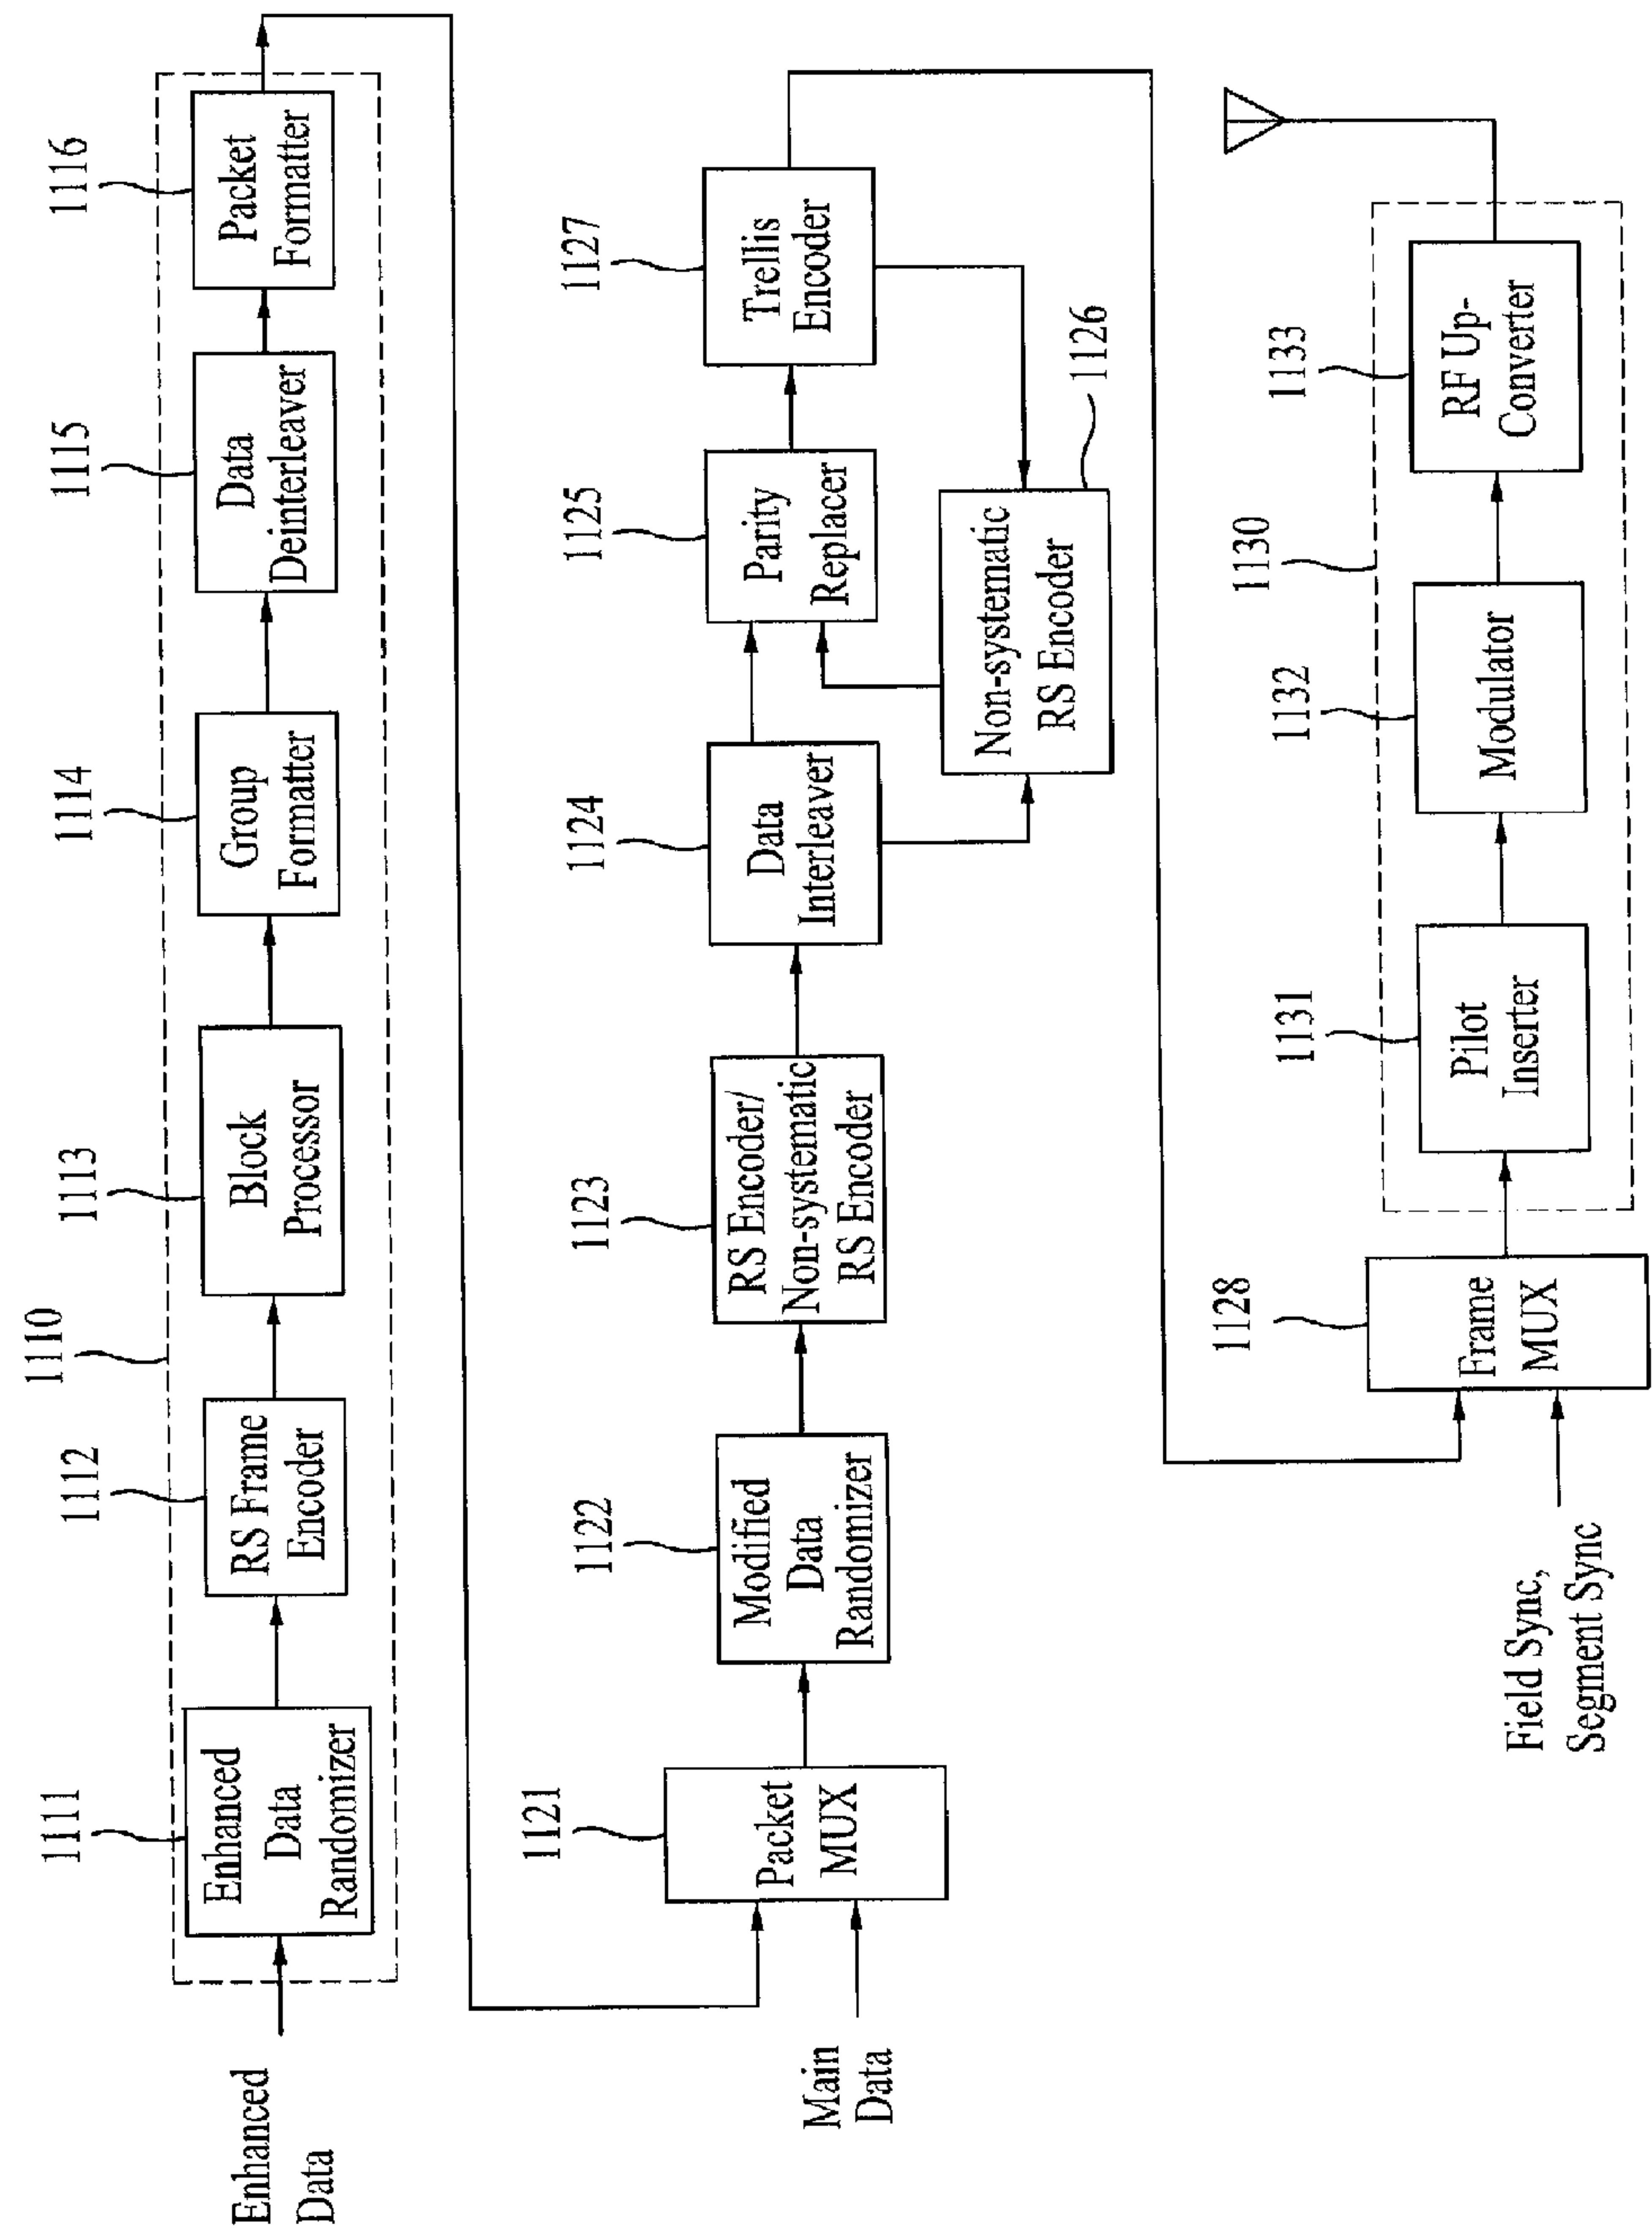 1110
1111
1112
1113
1114
1115
1116
Enhanced
Data
Enhanced
Data
Randomizer
RS Frame
Encoder
Block
Processor
Group
Formatter
Data
Deinterleaver
Packet
Formatter
1121
1122
1123
1124
1125
1127
Main
Data
Packet
MUX
Modified
Data
Randomizer
RS Encoder/
Non-systematic
RS Encoder
Data
Interleaver
Parity
Replacer
Trellis
Encoder
Non-systematic
RS Encoder
1126
1128
1130
1131
1132
1133
Field Sync,
Segment Sync
Frame
MUX
Pilot
Inserter
Modulator
RF Up-
Converter